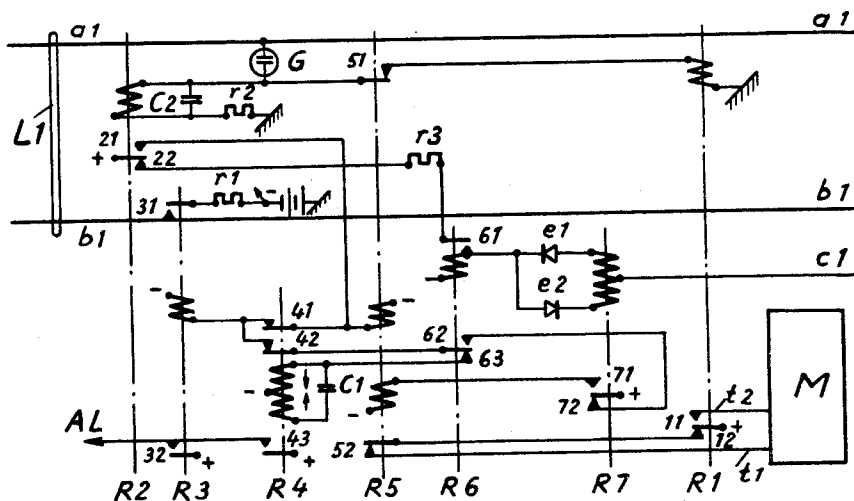 a1 a1
G 51
C2 r2
L1
21 r3
+ 22
r1 -
31 b1
b1 61
e1
c1
- e2
- - 41
42 62
63
C1 71 M
- - + t2
72 11
AL 43 + 12
32 + + 52 t1
R2 R3 R4 R5 R6 R7 R1